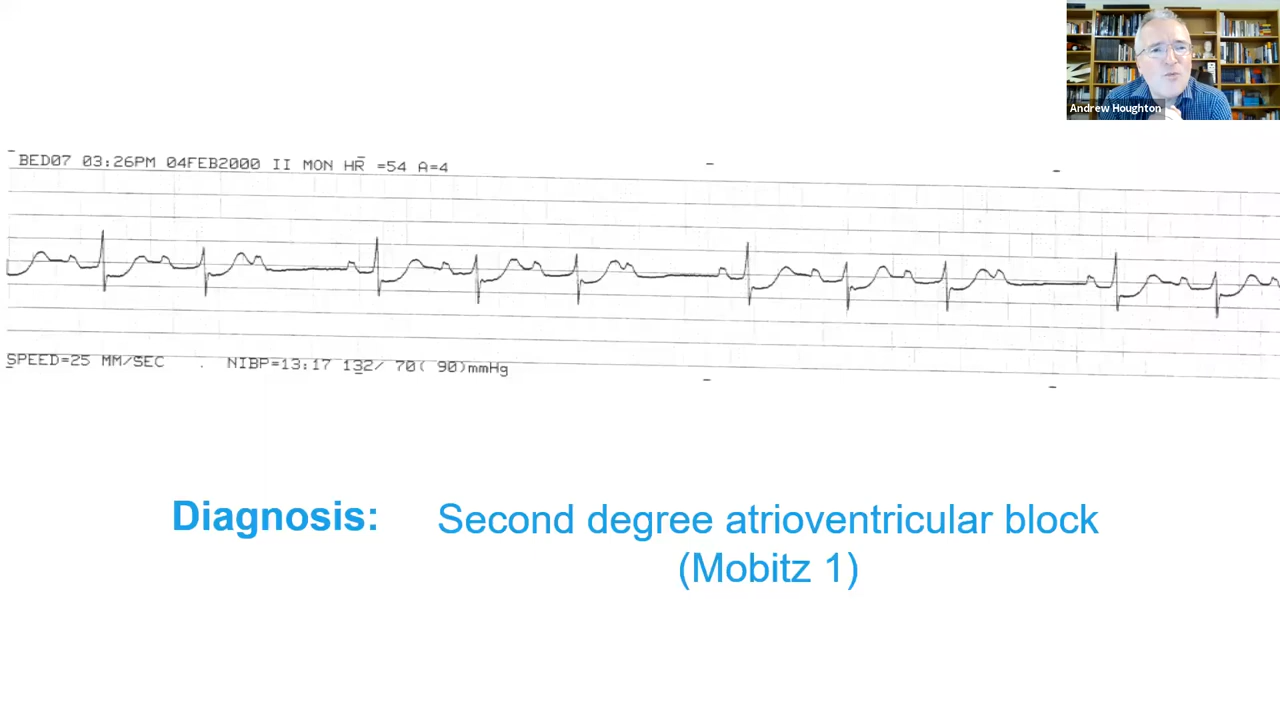 Andrew Houghton
BED07 03:26PM 04FEB2000 II MON HR =54 A=4
SPEED=25 MM/SEC . NIBP=13:17 132/ 70( 90)mmHg
Diagnosis: Second degree atrioventricular block
(Mobitz 1)